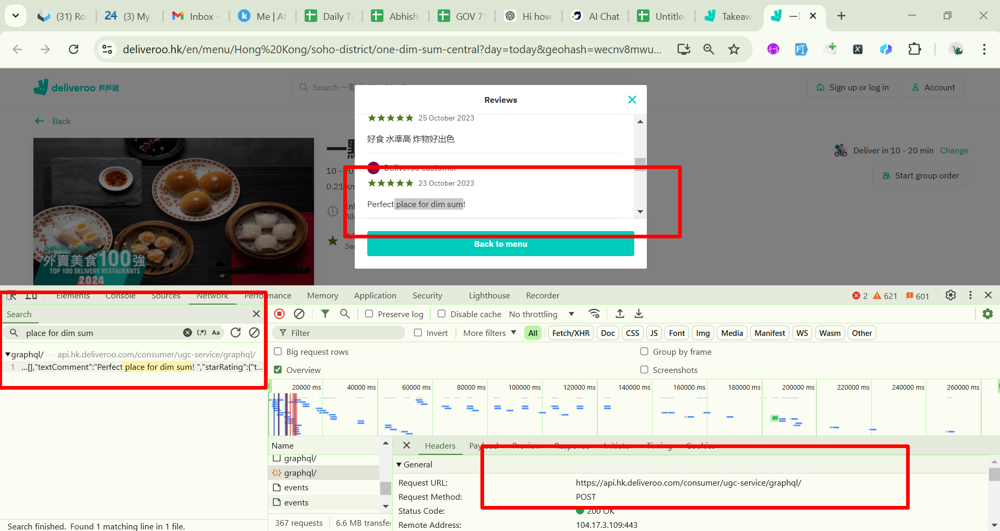 (31) Ro
24 (3) My
Inbox -
Me | At
Daily Ti
Abhish
GOV 71
Hi how
AI Chat
Untitle
Takeaw
deliveroo.hk/en/menu/Hong%20Kong/soho-district/one-dim-sum-central?day=today&geohash=wecnv8mwu...
deliveroo 戶戶送
Search 一點
Sign up or log in
Account
Back
Reviews
25 October 2023
好食 水準高 炸物好出色
Deliveroo customer
23 October 2023
Perfect place for dim sum!
Back to menu
一點
10 - 20
0.21 km
Deliver in 10 - 20 min Change
Start group order
deliveroo 戶戶送
外賣美食100強
TOP 100 DELIVERY RESTAURANTS
2024
Elements Console Sources Network Performance Memory Application Security Lighthouse Recorder
2 621 601
Search
Preserve log Disable cache No throttling
place for dim sum (.*) Aa
Filter Invert More filters All Fetch/XHR Doc CSS JS Font Img Media Manifest WS Wasm Other
graphql/ — api.hk.deliveroo.com/consumer/ugc-service/graphql/
1 ...[],"textComment":"Perfect place for dim sum! ","starRating":{"t...
Big request rows Group by frame
Overview Screenshots
20000 ms 40000 ms 60000 ms 80000 ms 100000 ms 120000 ms 140000 ms 160000 ms 180000 ms 200000 ms 220000 ms 240000 ms 260000 ms
Name
graphql/
graphql/
events
events
Headers Payload Preview Response Initiator Timing Cookies
General
Request URL: https://api.hk.deliveroo.com/consumer/ugc-service/graphql/
Request Method: POST
Status Code: 200 OK
Remote Address: 104.17.3.109:443
367 requests 6.6 MB transfer
Search finished. Found 1 matching line in 1 file.